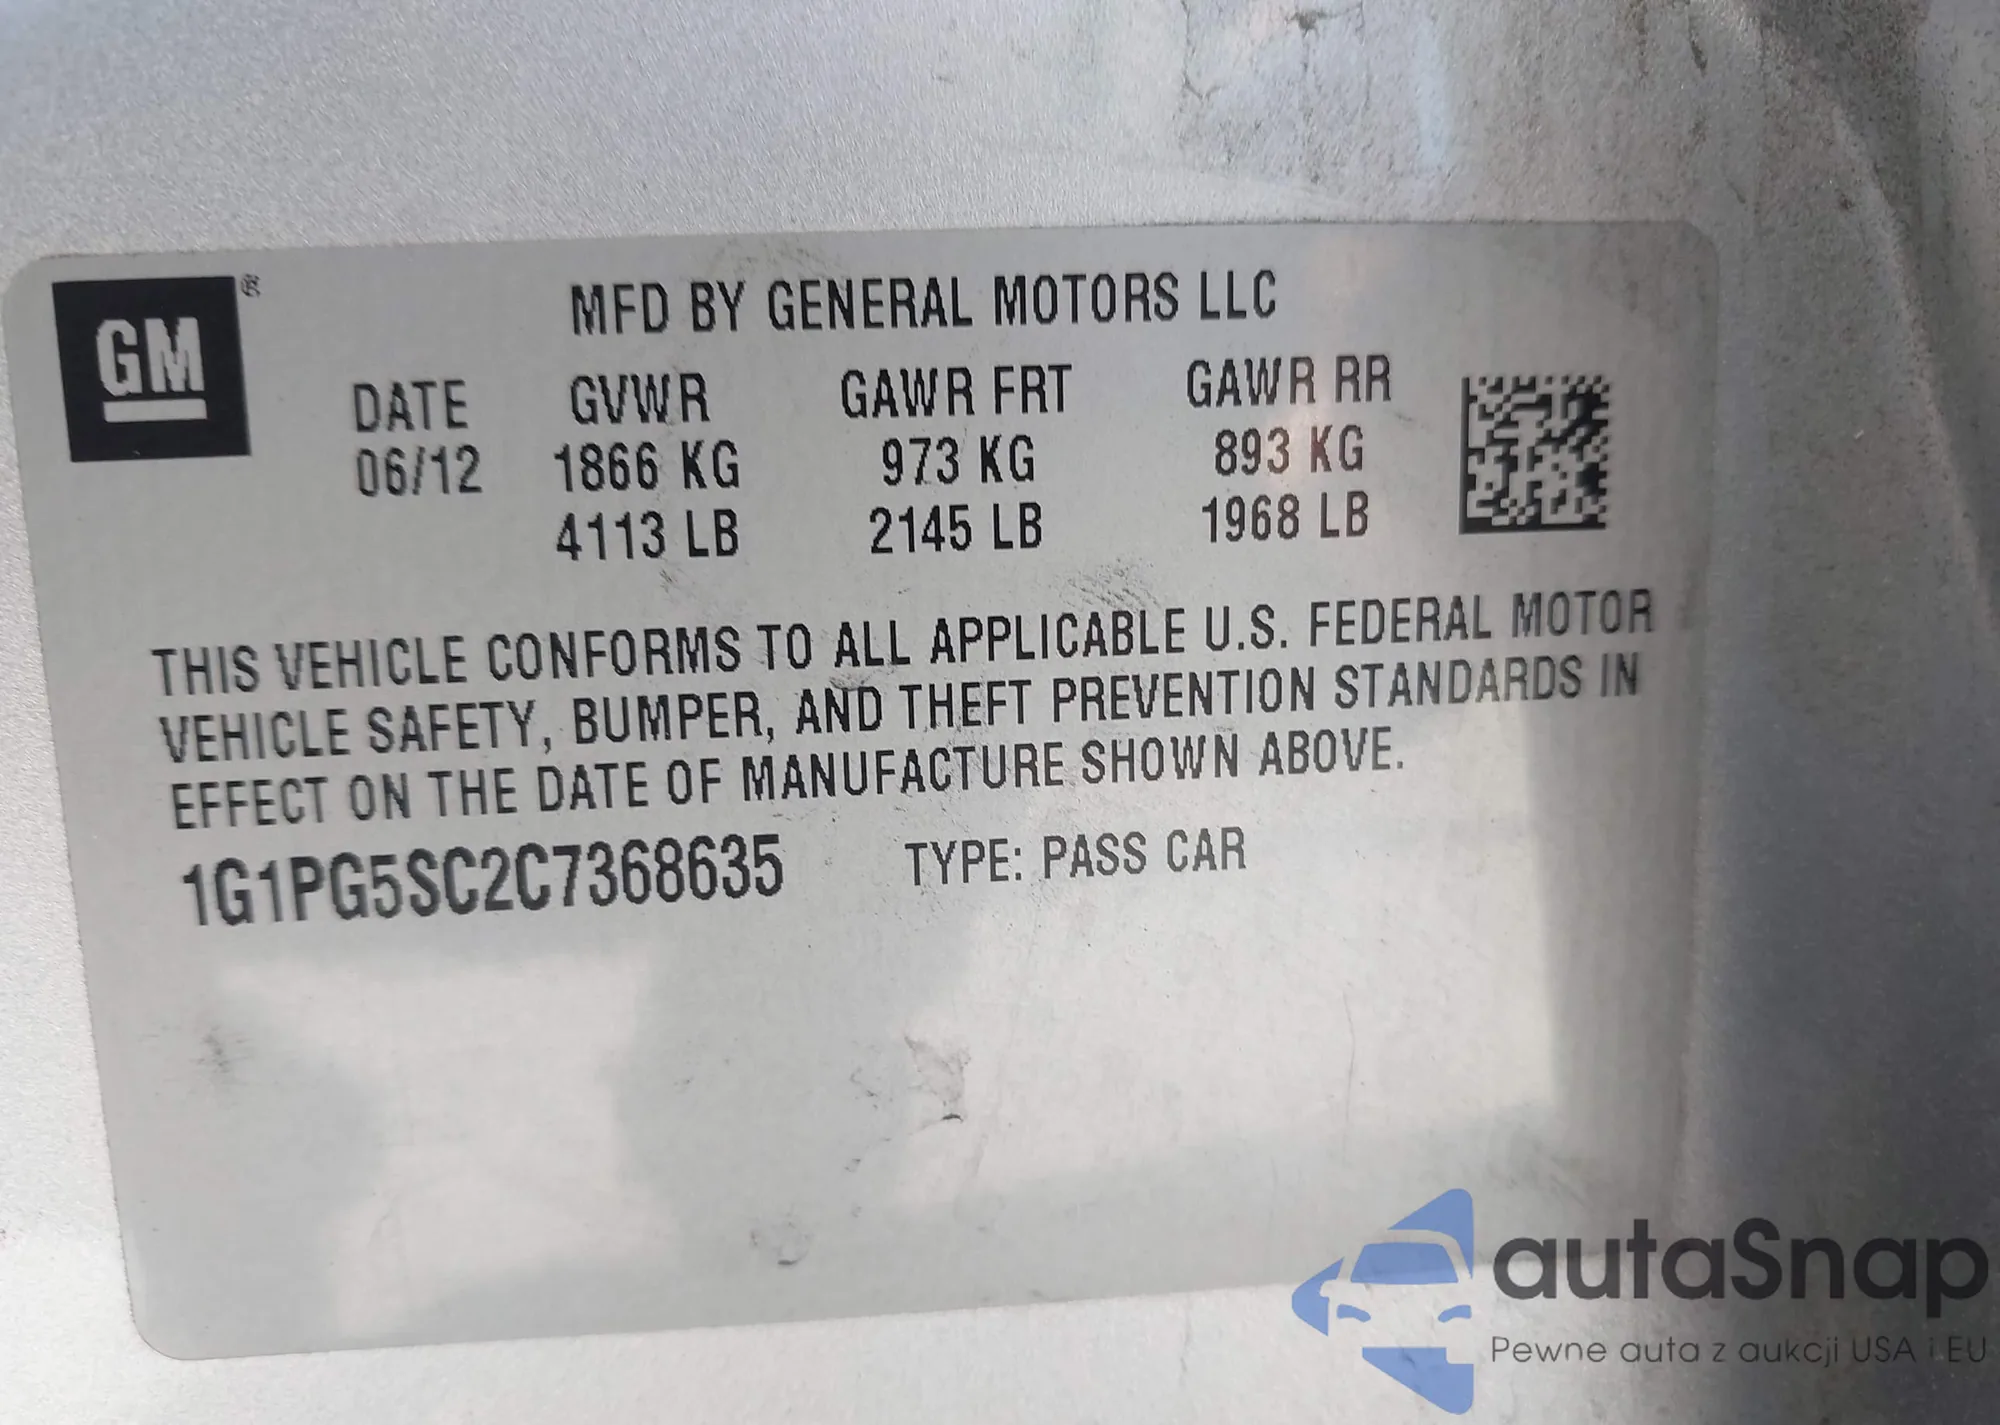 GM ®
MFD BY GENERAL MOTORS LLC
DATE GVWR GAWR FRT GAWR RR
06/12 1866 KG 973 KG 893 KG
4113 LB 2145 LB 1968 LB
THIS VEHICLE CONFORMS TO ALL APPLICABLE U.S. FEDERAL MOTOR
VEHICLE SAFETY, BUMPER, AND THEFT PREVENTION STANDARDS IN
EFFECT ON THE DATE OF MANUFACTURE SHOWN ABOVE.
1G1PG5SC2C7368635 TYPE: PASS CAR
autaSnap
Pewne auta z aukcji USA i EU